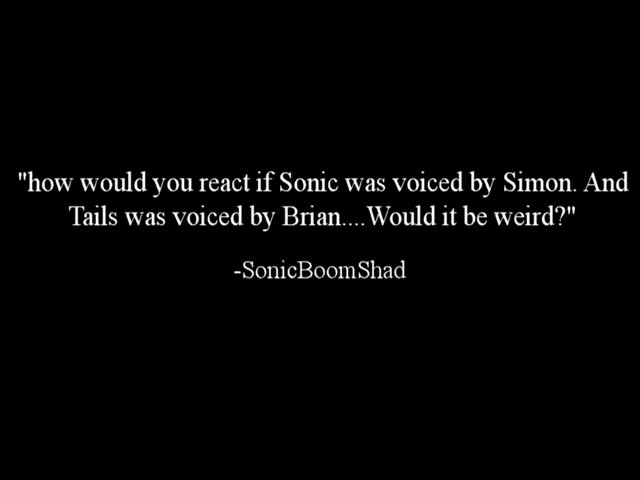 "how would you react if Sonic was voiced by Simon. And
Tails was voiced by Brian....Would it be weird?"
-SonicBoomShad